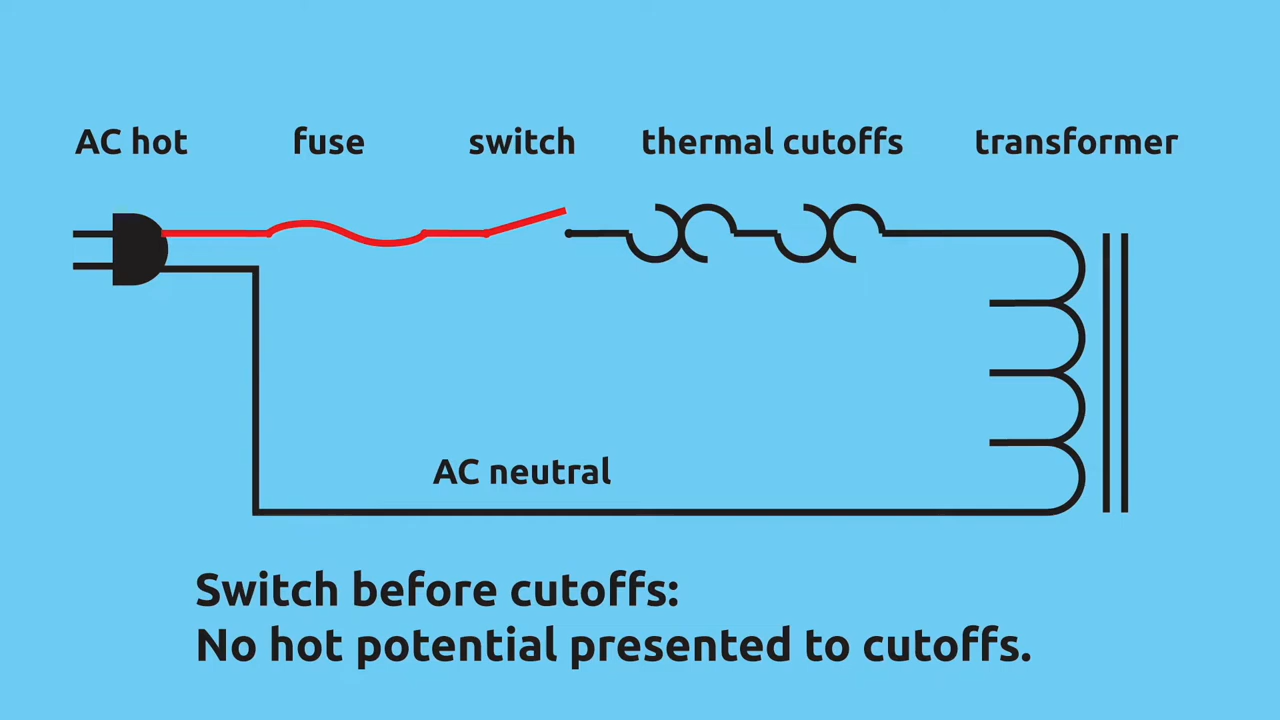 AC hot fuse switch thermal cutoffs transformer
AC neutral
Switch before cutoffs:
No hot potential presented to cutoffs.